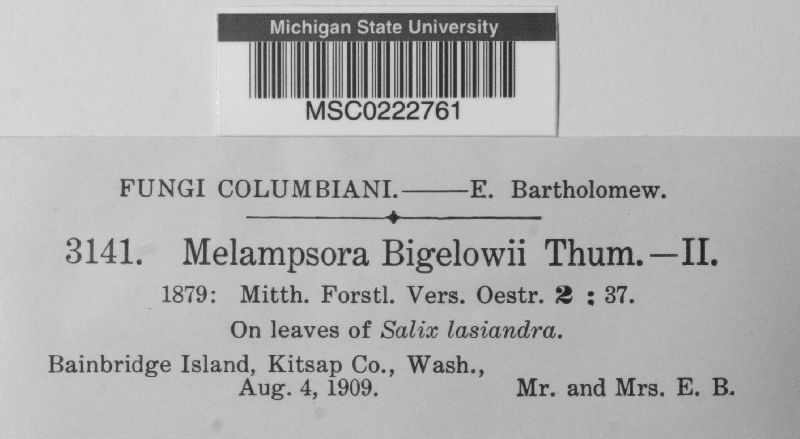 Michigan State University
MSC0222761
FUNGI COLUMBIANI.——E. Bartholomew.
3141. Melampsora Bigelowii Thum.—II.
1879: Mitth. Forstl. Vers. Oestr. 2 : 37.
On leaves of Salix lasiandra.
Bainbridge Island, Kitsap Co., Wash.,
Aug. 4, 1909. Mr. and Mrs. E. B.